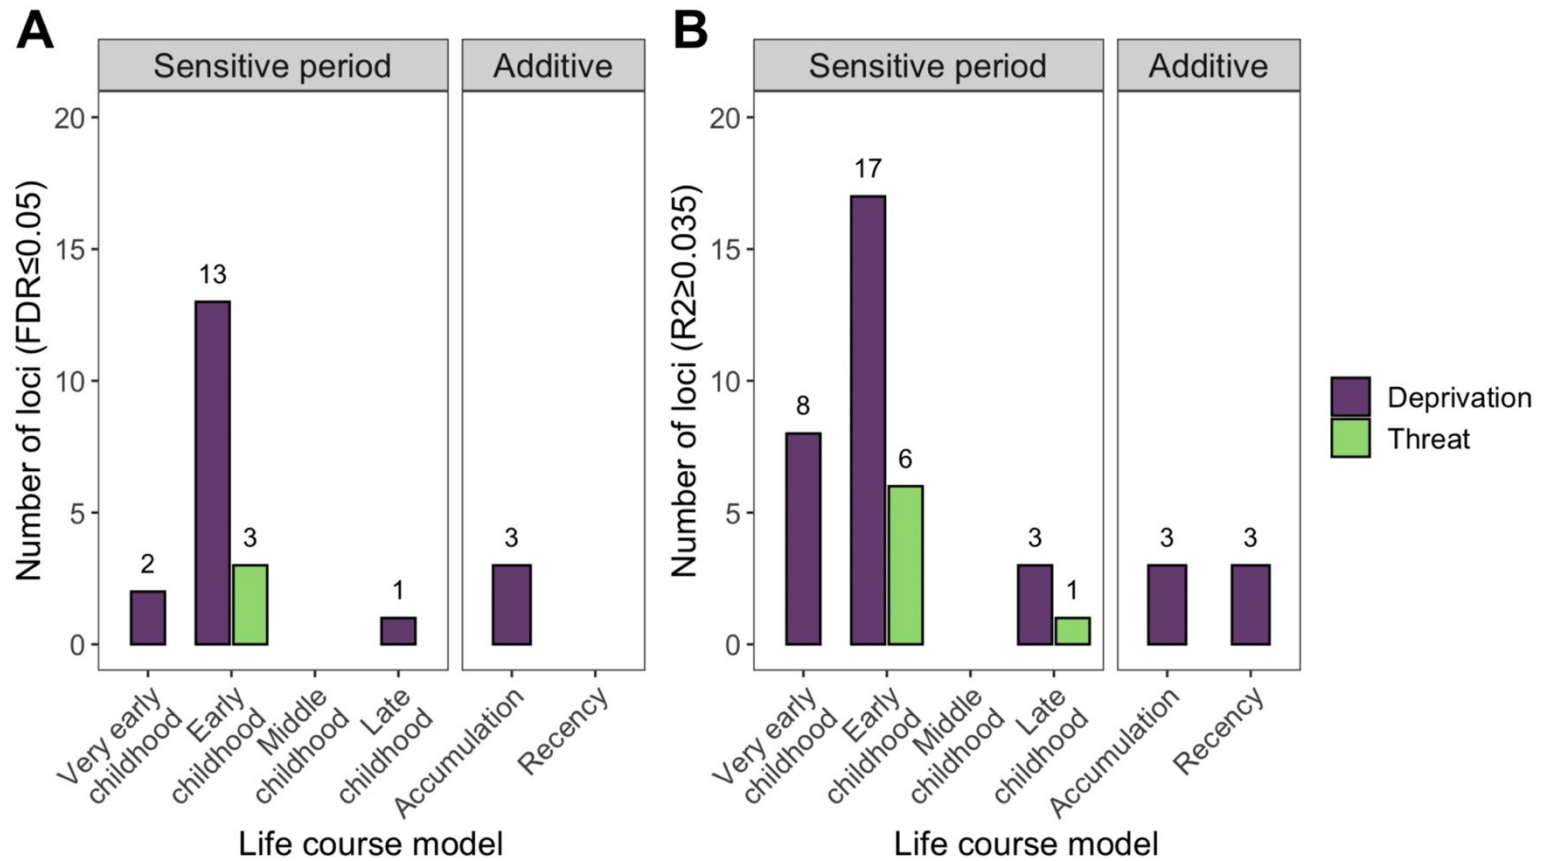 A
Sensitive period
Additive
Number of loci (FDR≤0.05)
20
15
10
5
0
2
13
3
1
3
Very early
childhood
Early
childhood
Middle
childhood
Late
childhood
Accumulation
Recency
Life course model
B
Sensitive period
Additive
Number of loci (R2≥0.035)
20
15
10
5
0
8
17
6
3
1
3
3
Very early
childhood
Early
childhood
Middle
childhood
Late
childhood
Accumulation
Recency
Life course model
Deprivation
Threat